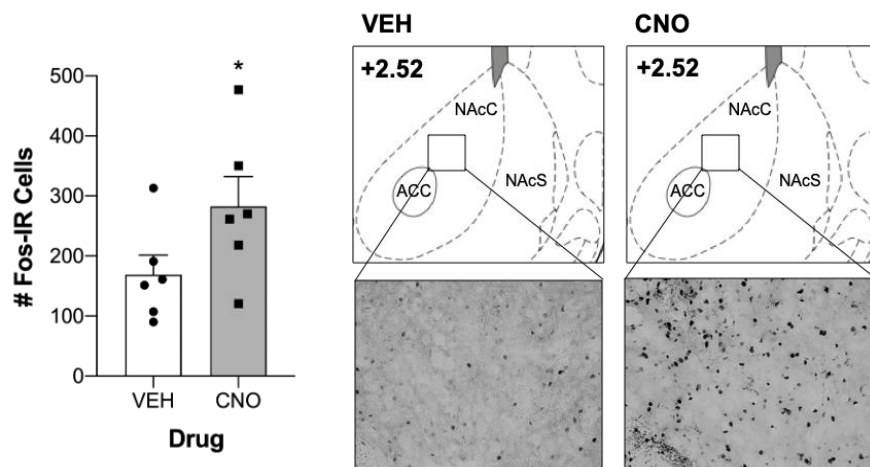 # Fos-IR Cells
500
400
300
200
100
0
*
VEH
CNO
Drug
VEH
+2.52
NAcC
ACC
NAcS
CNO
+2.52
NAcC
ACC
NAcS